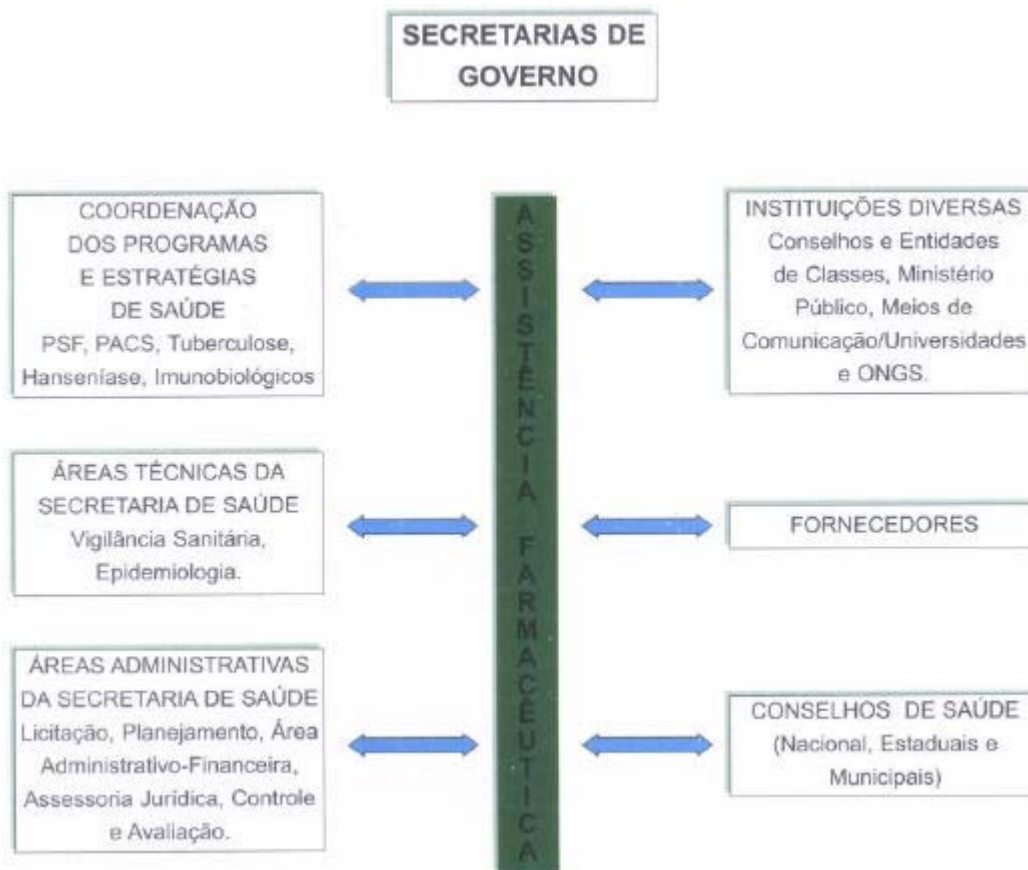 SECRETARIAS DE
GOVERNO
COORDENAÇÃO
DOS PROGRAMAS
E ESTRATÉGIAS
DE SAÚDE
PSF, PACS, Tuberculose,
Hanseníase, Imunobiológicos
ÁREAS TÉCNICAS DA
SECRETARIA DE SAÚDE
Vigilância Sanitária,
Epidemiologia.
ÁREAS ADMINISTRATIVAS
DA SECRETARIA DE SAÚDE
Licitação, Planejamento, Área
Administrativo-Financeira,
Assessoria Jurídica, Controle
e Avaliação.
ASSISTÊNCIA FARMACÊUTICA
INSTITUIÇÕES DIVERSAS
Conselhos e Entidades
de Classes, Ministério
Público, Meios de
Comunicação/Universidades
e ONGS.
FORNECEDORES
CONSELHOS DE SAÚDE
(Nacional, Estaduais e
Municipais)